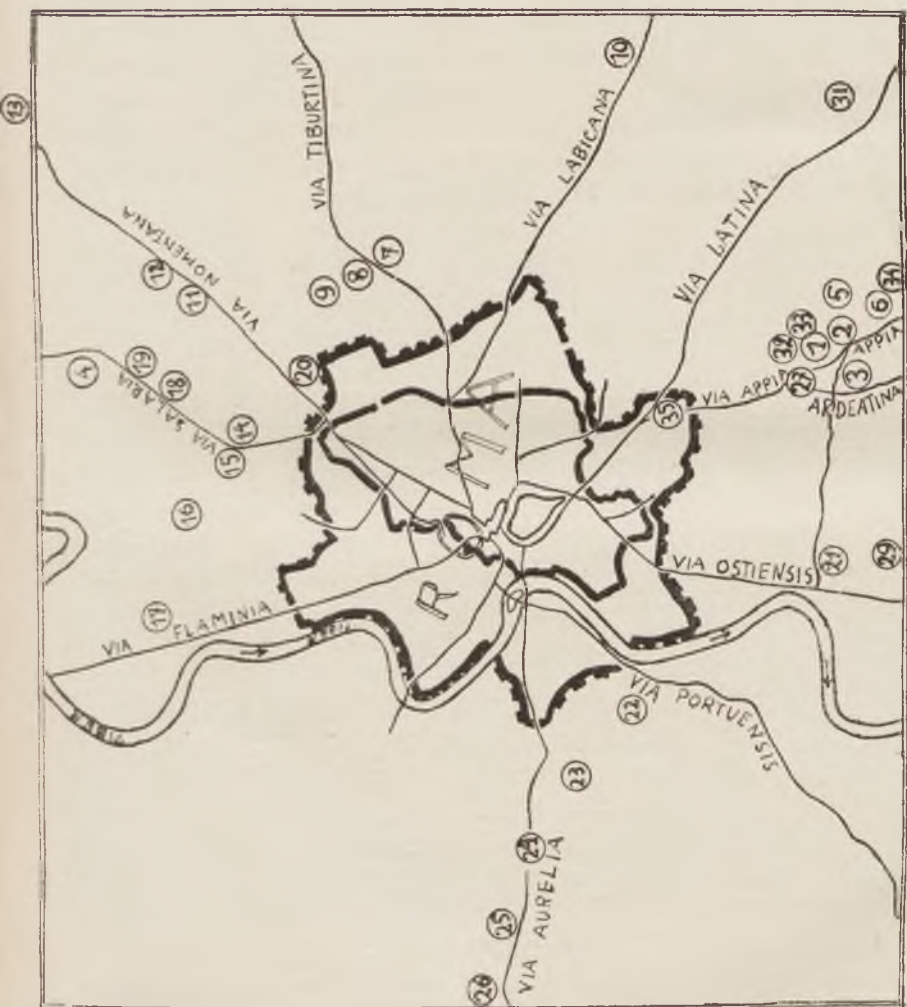 13
VIA TIBURTINA
10
VIA LABICANA
31
VIA NOMENTANA
12
11
9
8
7
VIA LATINA
4
19
18
VIA SALARIA
14
15
20
16
5
34
6
33
32
1
2
27
3
VIA APPIA
APPIA
ARDEATINA
35
R M A
17
VIA FLAMINIA
VIA OSTIENSIS
21
29
22
VIA PORTUENSIS
23
24
25
26
VIA AURELIA